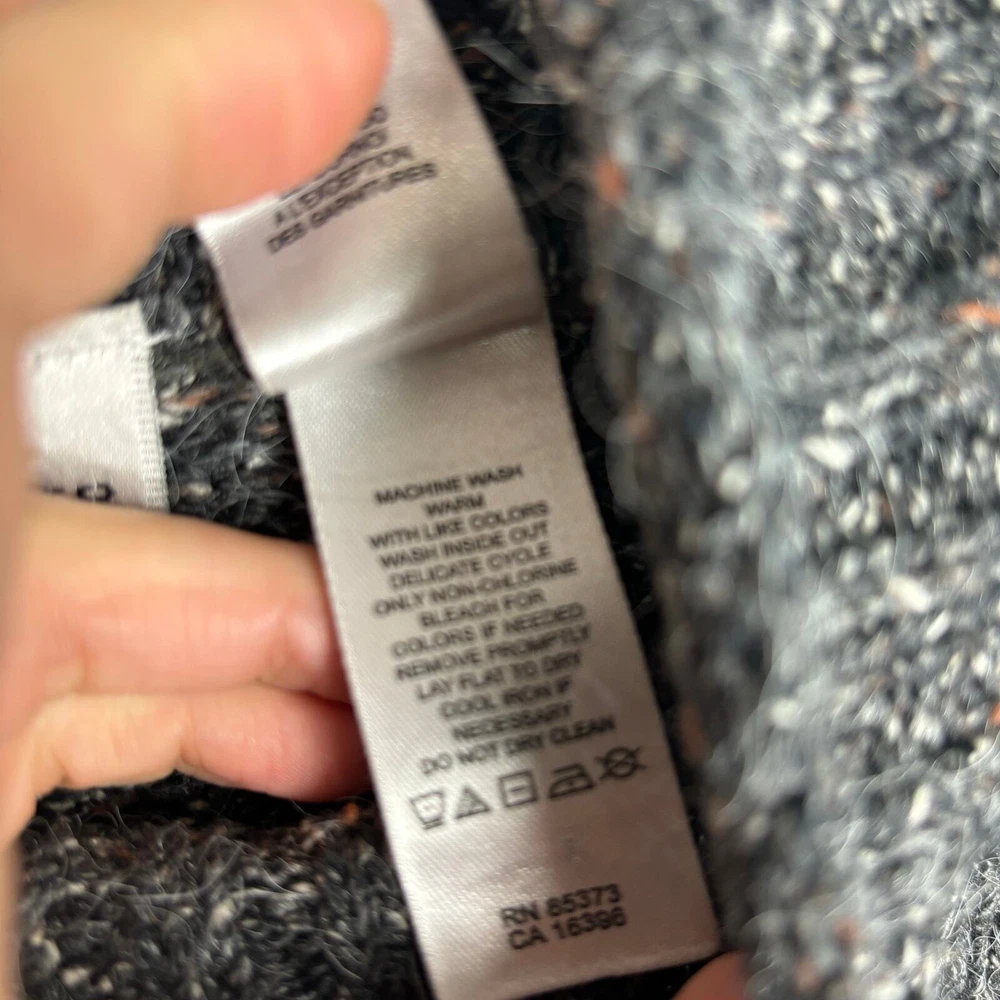 A L'EXCEPTION
DES GARNITURES
MACHINE WASH
WARM
WITH LIKE COLORS
WASH INSIDE OUT
DELICATE CYCLE
ONLY NON-CHLORINE
BLEACH FOR
COLORS IF NEEDED
REMOVE PROMPTLY
LAY FLAT TO DRY
COOL IRON IF
NECESSARY
DO NOT DRY CLEAN
RN 85373
CA 16396